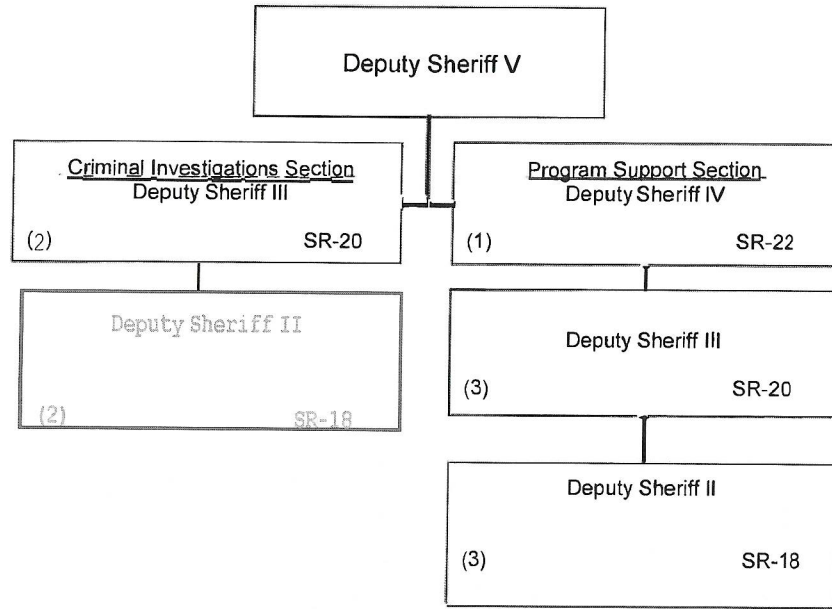 Deputy Sheriff V
Criminal Investigations Section
Deputy Sheriff III
(2) SR-20
Deputy Sheriff II
(2) SR-18
Program Support Section
Deputy Sheriff IV
(1) SR-22
Deputy Sheriff III
(3) SR-20
Deputy Sheriff II
(3) SR-18